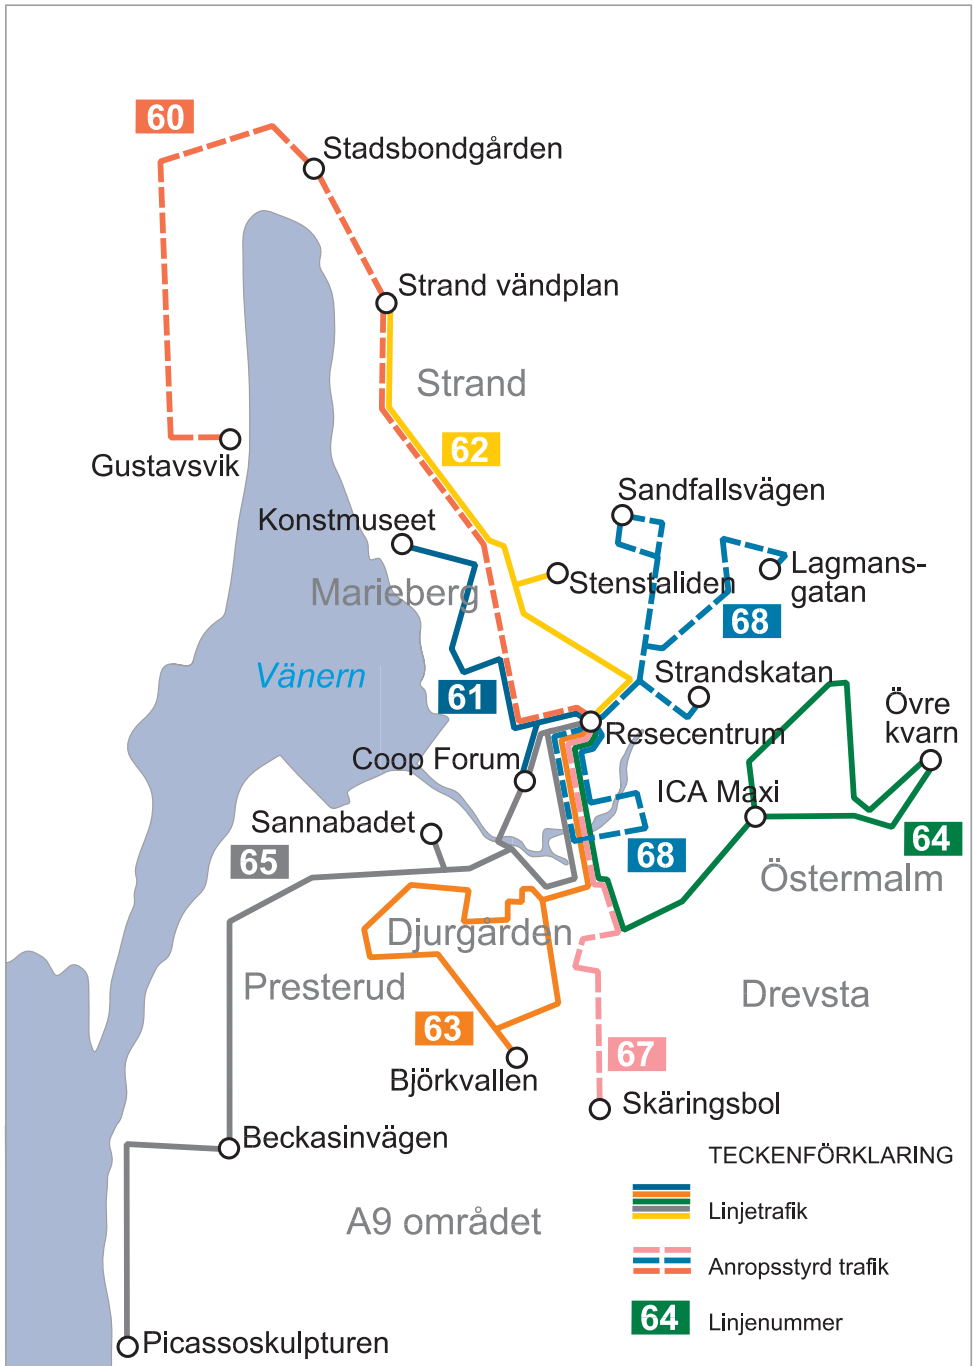 60
Stadsbondgården
Strand vändplan
Strand
62
Gustavsvik
Sandfallsvägen
Konstmuseet
Lagmans-
gatan
Stenstaliden
Marieberg
68
Vänern
Strandskatan
61
Övre
kvarn
Resecentrum
Coop Forum
ICA Maxi
Sannabadet
64
65
68
Östermalm
Djurgården
Presterud
Drevsta
63
67
Björkvallen
Skäringsbol
Beckasinvägen
TECKENFÖRKLARING
Linjetrafik
A9 området
Anropsstyrd trafik
64 Linjenummer
Picassoskulpturen